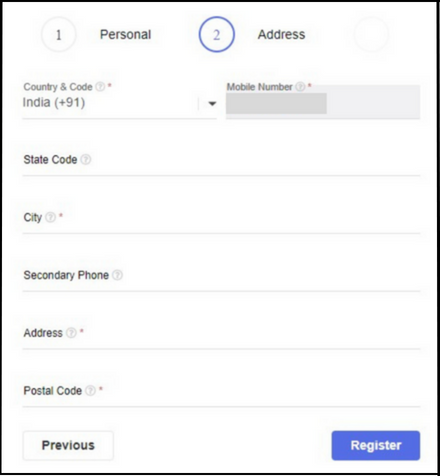 1 Personal 2 Address
Country & Code ? * Mobile Number ? *
India (+91)
State Code ?
City ? *
Secondary Phone ?
Address ? *
Postal Code ? *
Previous Register